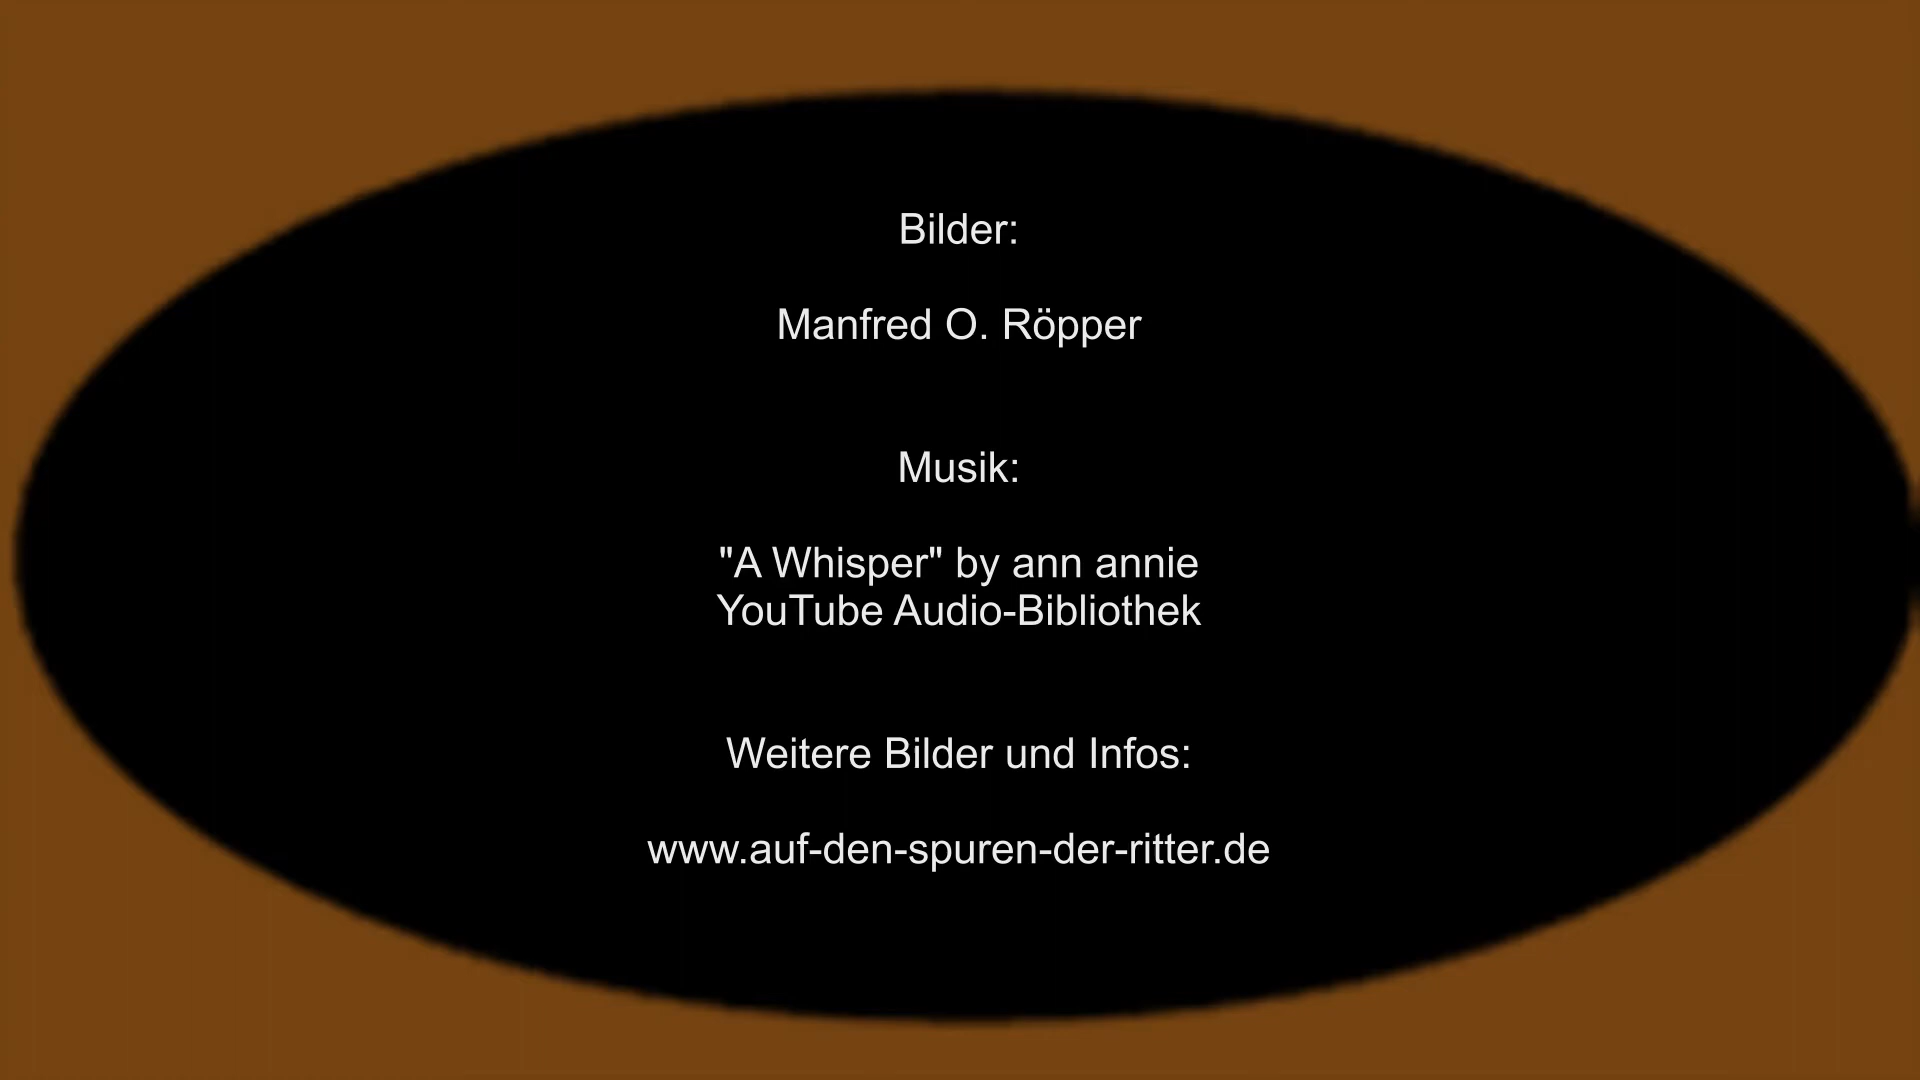 Bilder:
Manfred O. Röpper
Musik:
"A Whisper" by ann annie
YouTube Audio-Bibliothek
Weitere Bilder und Infos:
www.auf-den-spuren-der-ritter.de